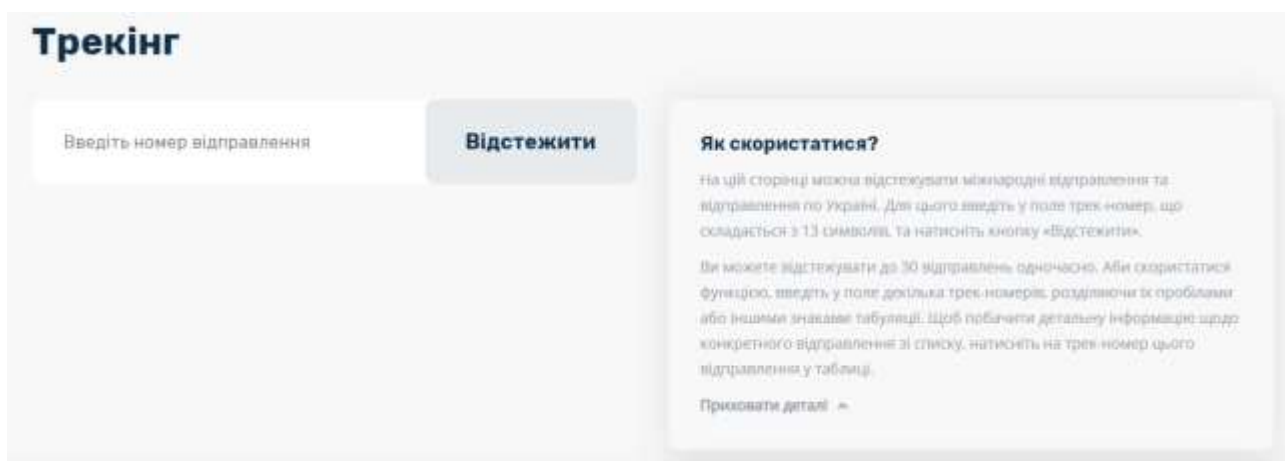 Трекінг
Введіть номер відправлення
Відстежити
Як скористатися?
На цій сторінці можна відстежувати міжнародні відправлення та
відправлення по Україні. Для цього введіть у поле трек-номер, що
складається з 13 символів, та натисніть кнопку «Відстежити».
Ви можете відстежувати до 50 відправлень одночасно. Аби скористатися
функцією, введіть у поле декілька трек-номерів, розділяючи їх пробілами
або іншими знаками табуляції. Щоб побачити детальну інформацію щодо
конкретного відправлення зі списку, натисніть на трек-номер цього
відправлення у таблиці.
Приховати деталі